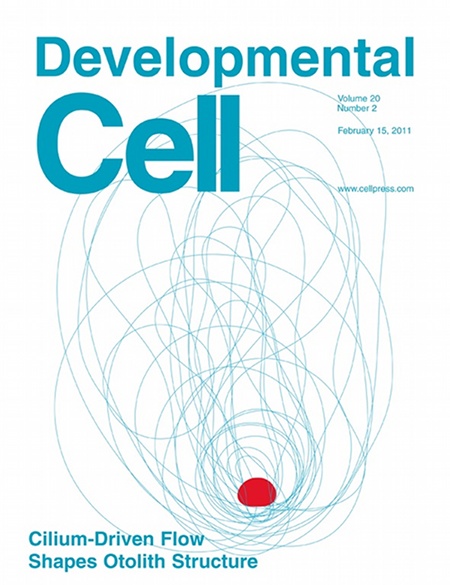 Developmental
Cell
Volume 20
Number 2
February 15, 2011
www.cellpress.com
Cilium-Driven Flow
Shapes Otolith Structure